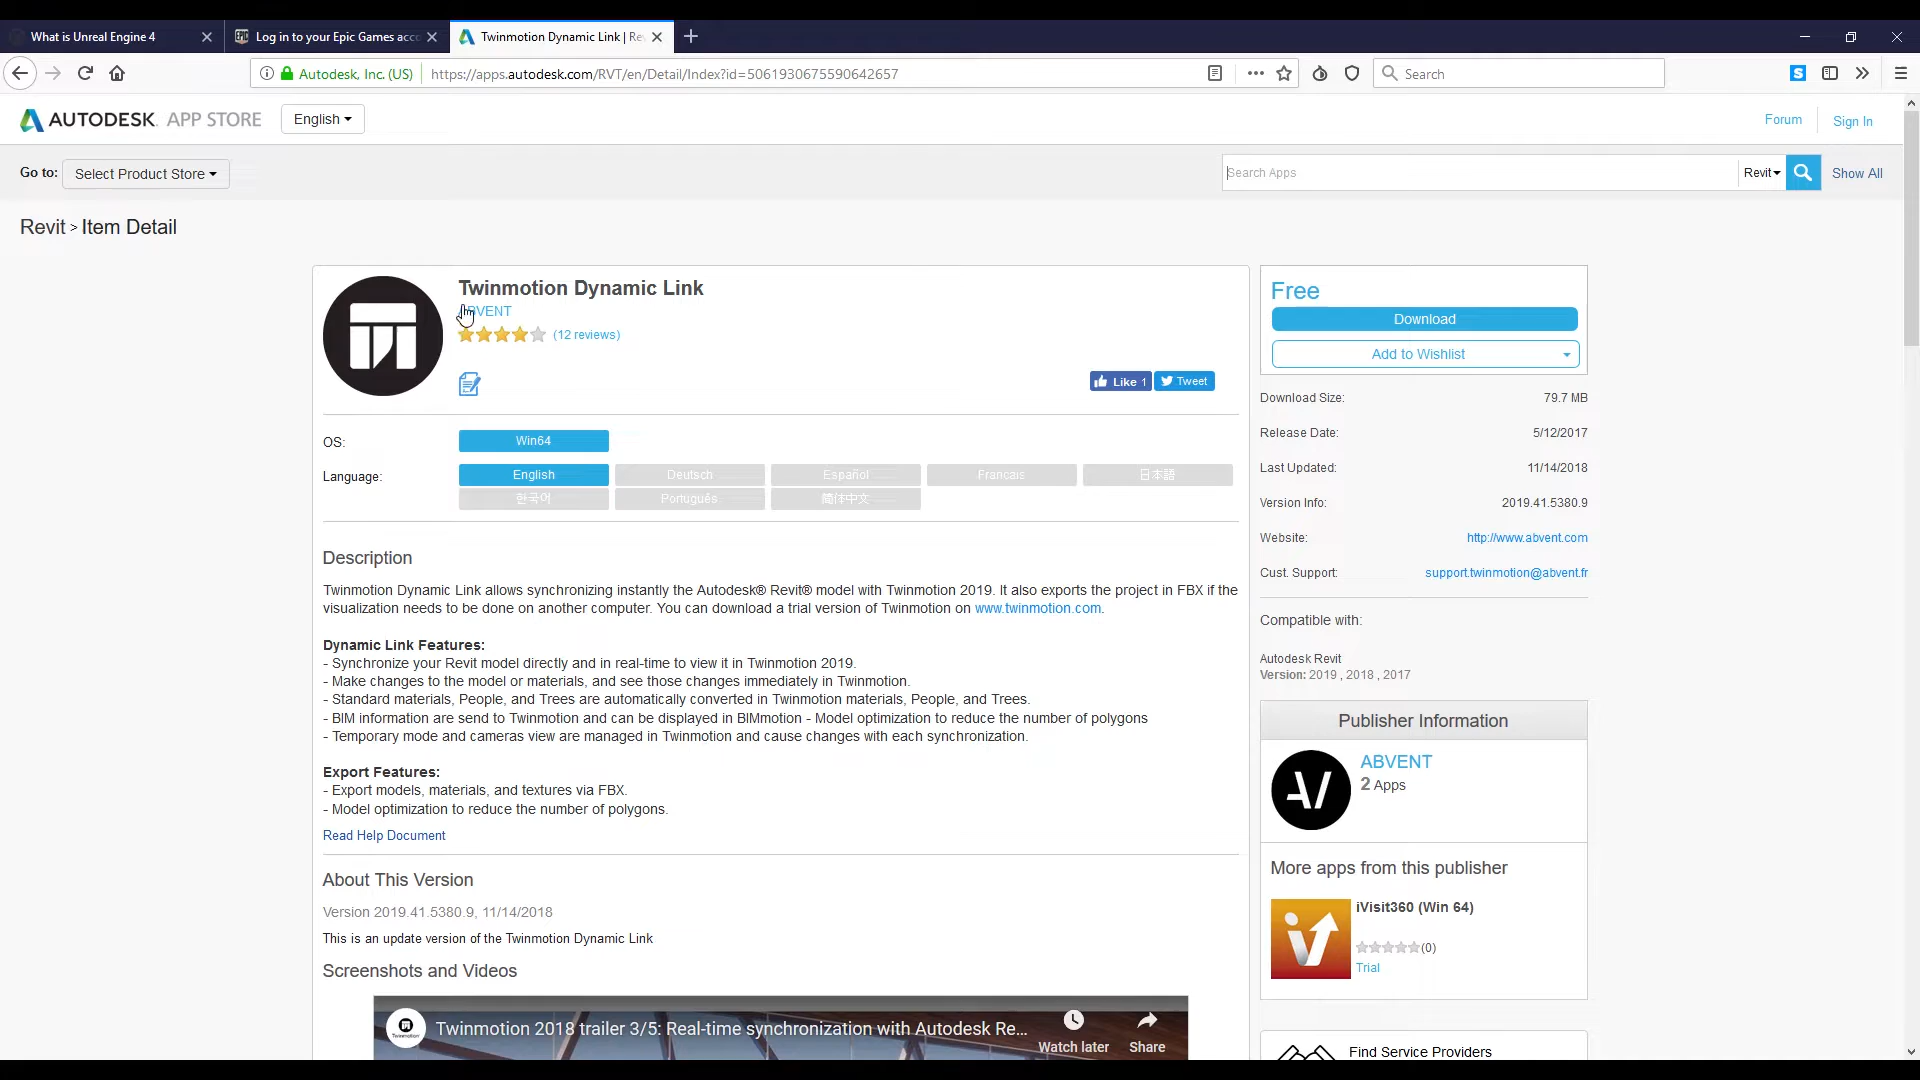 What is Unreal Engine 4
Log in to your Epic Games acc
Twinmotion Dynamic Link | Re
Autodesk, Inc. (US)
https://apps.autodesk.com/RVT/en/Detail/Index?id=5061930675590642657
Search
AUTODESK. APP STORE
English
Forum
Sign In
Go to:
Select Product Store
Search Apps
Revit
Show All
Revit > Item Detail
Twinmotion Dynamic Link
BVENT
(12 reviews)
Like 1
Tweet
OS:
Win64
Language:
English
Deutsch
Español
Français
日本語
한국어
Português
简体中文
Description
Twinmotion Dynamic Link allows synchronizing instantly the Autodesk® Revit® model with Twinmotion 2019. It also exports the project in FBX if the
visualization needs to be done on another computer. You can download a trial version of Twinmotion on www.twinmotion.com.
Dynamic Link Features:
- Synchronize your Revit model directly and in real-time to view it in Twinmotion 2019.
- Make changes to the model or materials, and see those changes immediately in Twinmotion.
- Standard materials, People, and Trees are automatically converted in Twinmotion materials, People, and Trees.
- BIM information are send to Twinmotion and can be displayed in BIMmotion - Model optimization to reduce the number of polygons
- Temporary mode and cameras view are managed in Twinmotion and cause changes with each synchronization.
Export Features:
- Export models, materials, and textures via FBX.
- Model optimization to reduce the number of polygons.
Read Help Document
About This Version
Version 2019.41.5380.9, 11/14/2018
This is an update version of the Twinmotion Dynamic Link
Screenshots and Videos
Twinmotion 2018 trailer 3/5: Real-time synchronization with Autodesk Re...
Watch later
Share
Free
Download
Add to Wishlist
Download Size: 79.7 MB
Release Date: 5/12/2017
Last Updated: 11/14/2018
Version Info: 2019.41.5380.9
Website: http://www.abvent.com
Cust. Support: support.twinmotion@abvent.fr
Compatible with:
Autodesk Revit
Version: 2019 , 2018 , 2017
Publisher Information
ABVENT
2 Apps
More apps from this publisher
iVisit360 (Win 64)
(0)
Trial
Find Service Providers